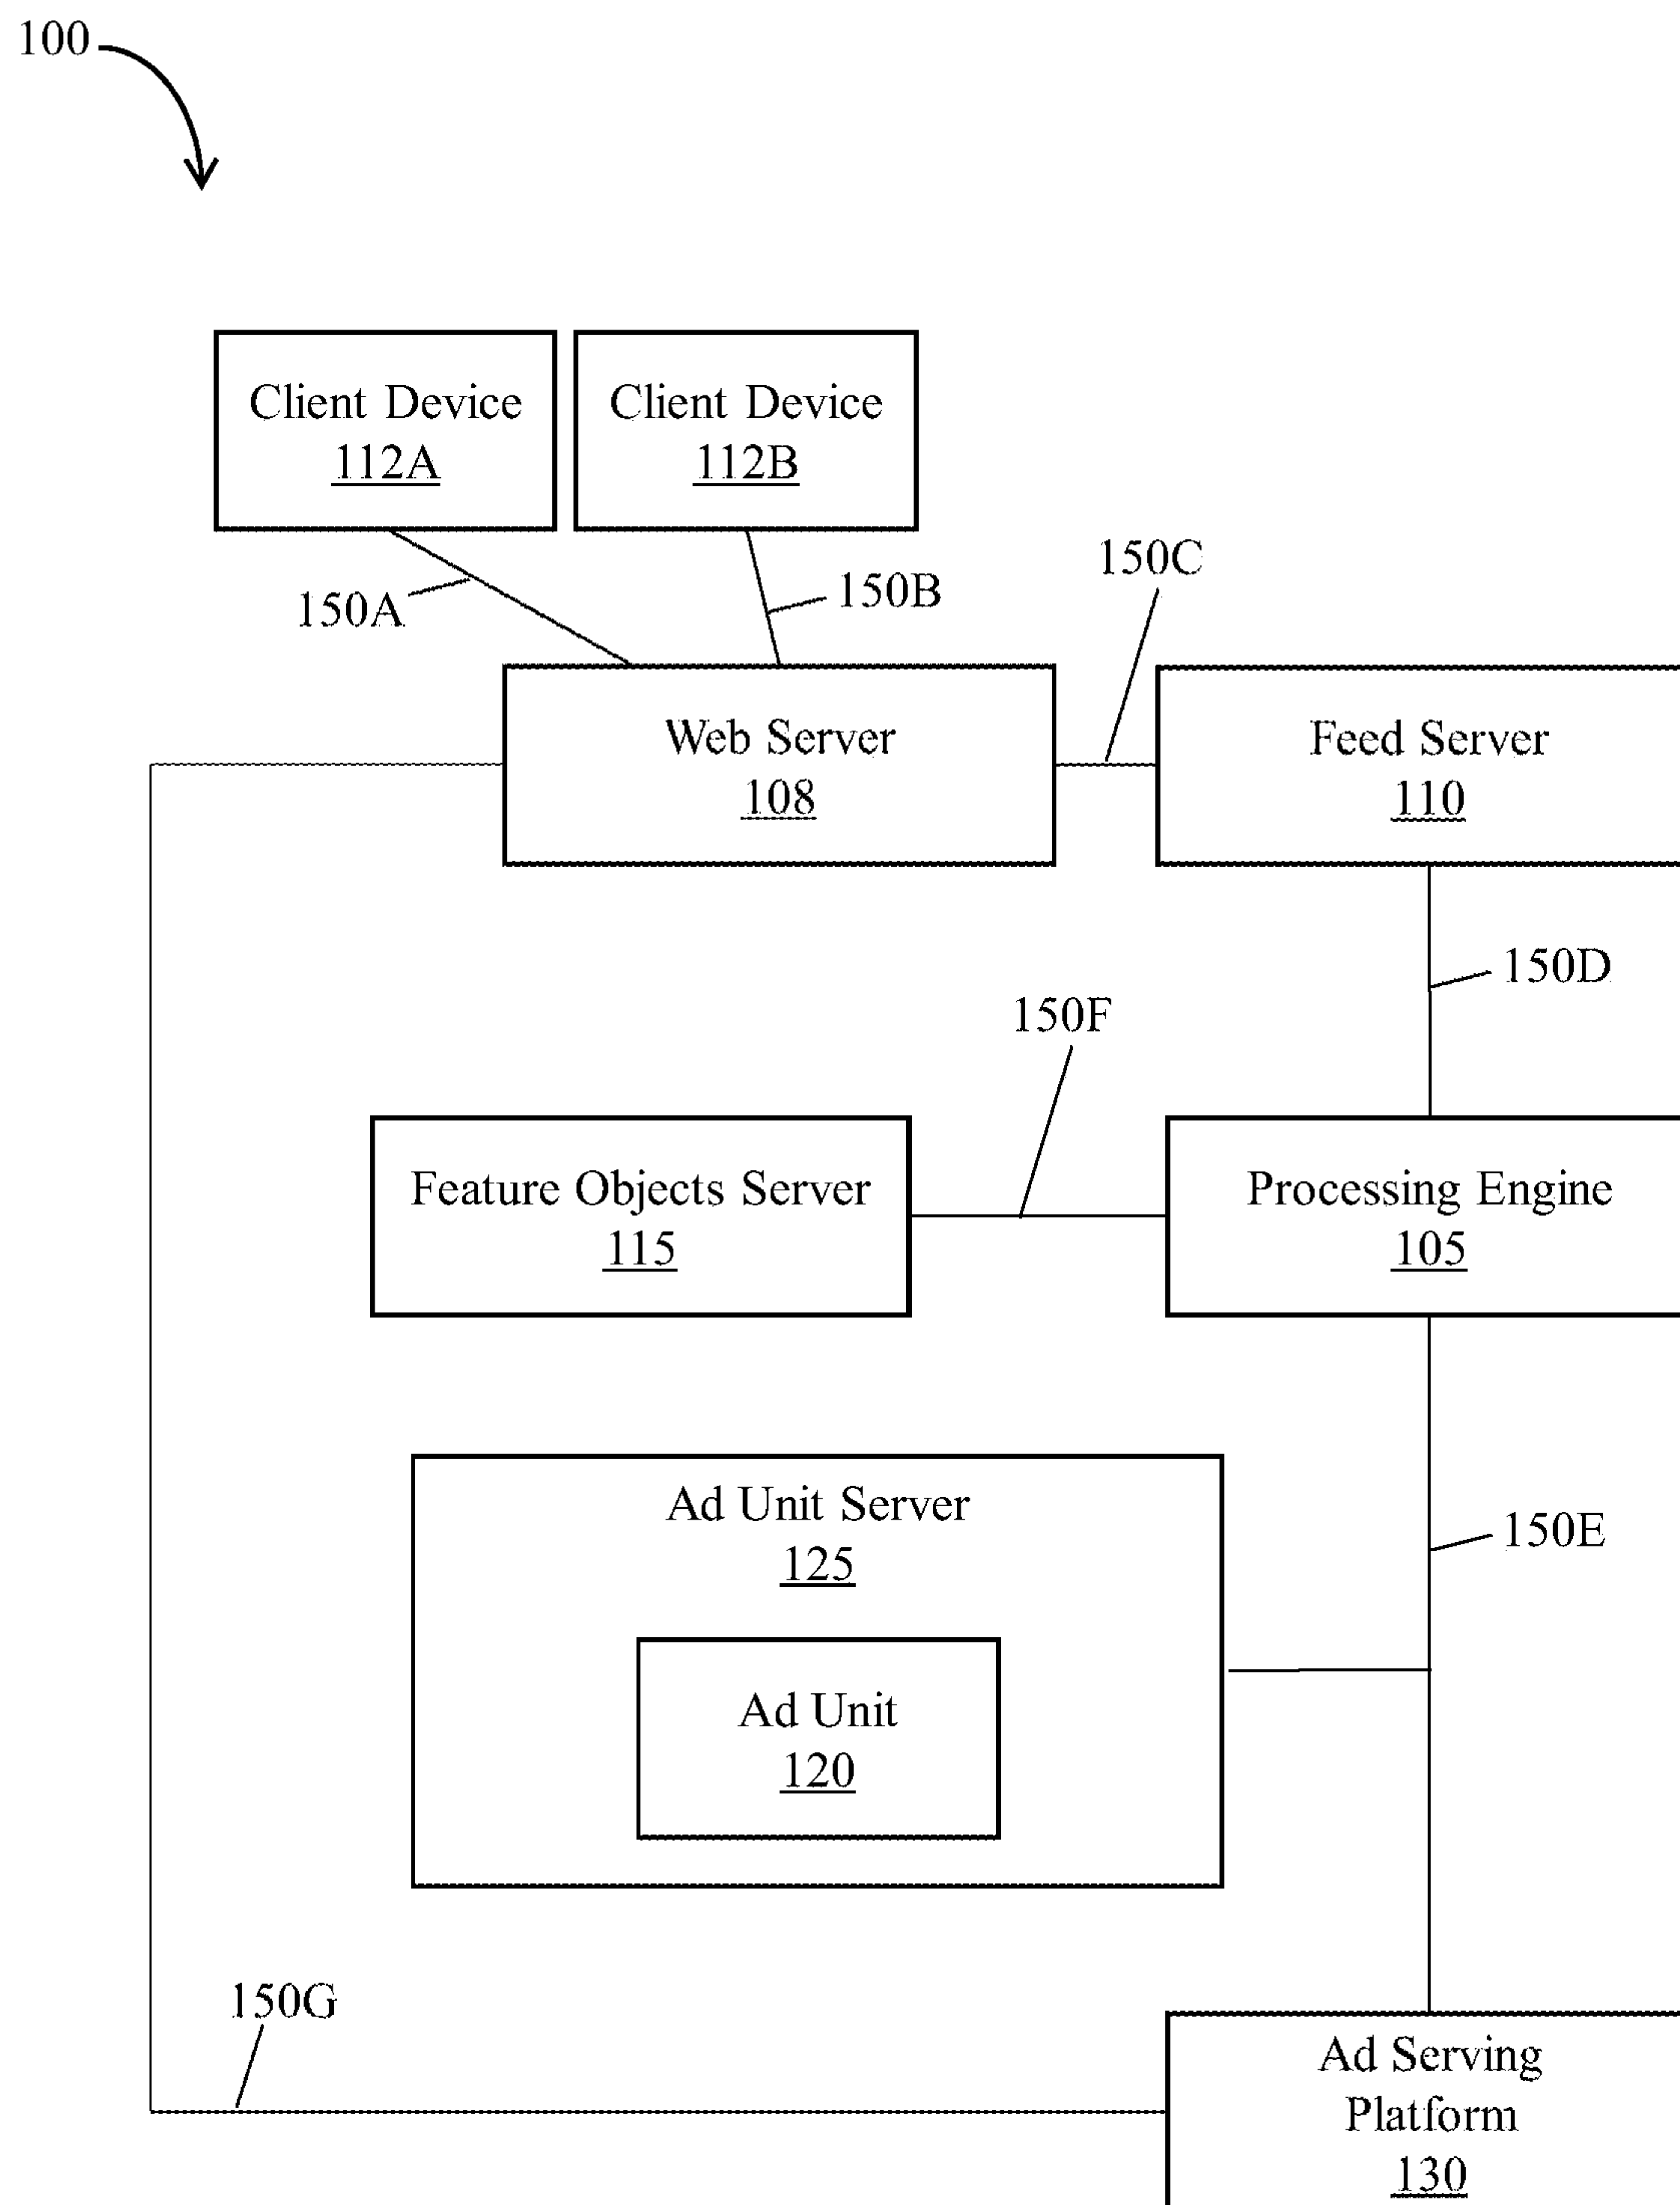 100
Client Device
112A
Client Device
112B
150A
150B
150C
Web Server
108
Feed Server
110
150D
150F
Feature Objects Server
115
Processing Engine
105
Ad Unit Server
125
150E
Ad Unit
120
150G
Ad Serving
Platform
130